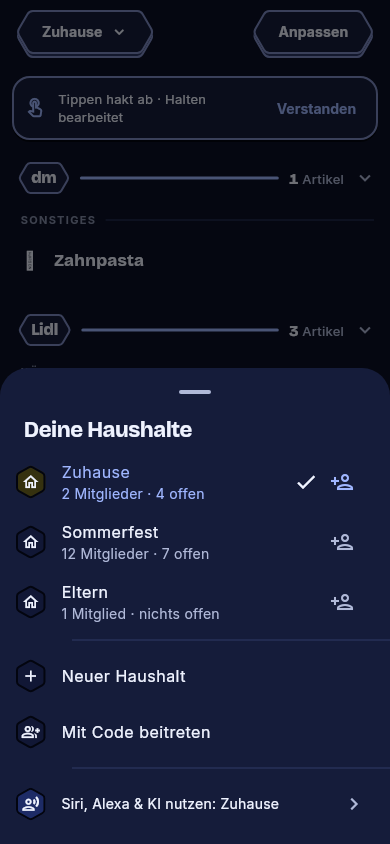 Zuhause
Anpassen
Tippen hakt ab · Halten
bearbeitet
Verstanden
dm
1 Artikel
SONSTIGES
Zahnpasta
Lidl
3 Artikel
Deine Haushalte
Zuhause
2 Mitglieder · 4 offen
Sommerfest
12 Mitglieder · 7 offen
Eltern
1 Mitglied · nichts offen
Neuer Haushalt
Mit Code beitreten
Siri, Alexa & KI nutzen: Zuhause